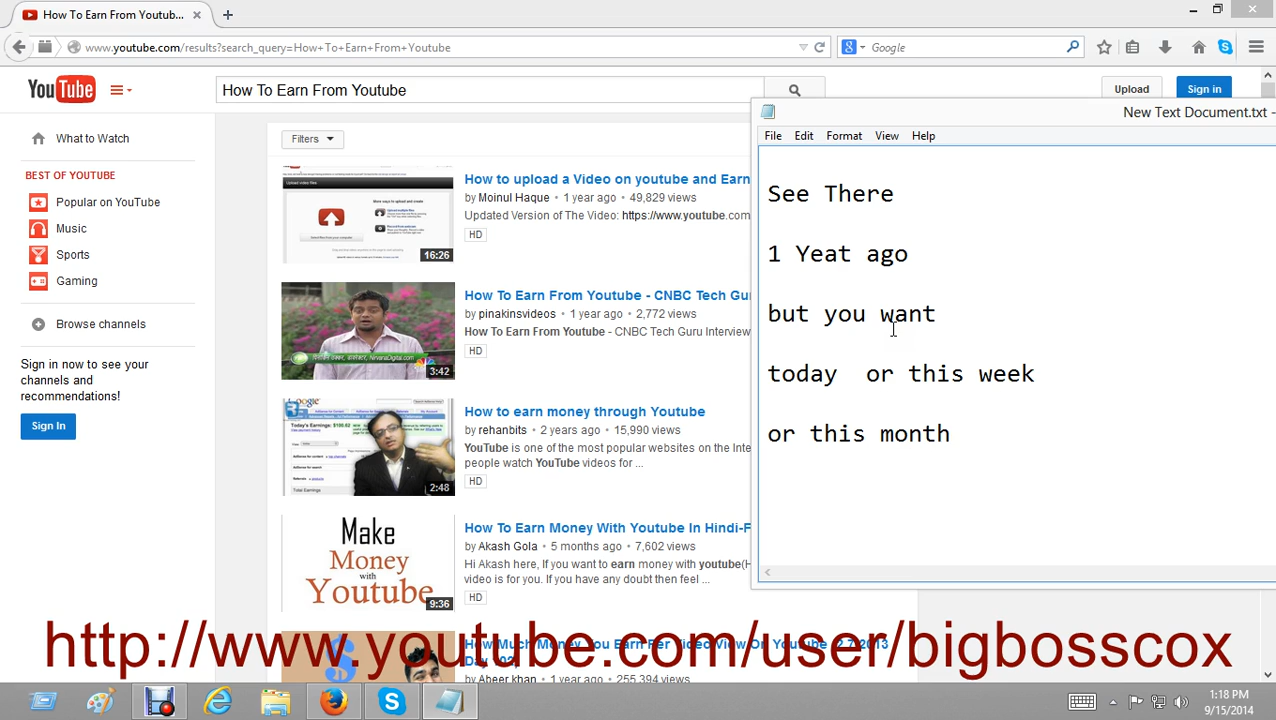 How To Earn From Youtub...
www.youtube.com/results?search_query=How+To+Earn+From+Youtube
Google
YouTube
How To Earn From Youtube
Upload
Sign in
What to Watch
BEST OF YOUTUBE
Popular on YouTube
Music
Sports
Gaming
Browse channels
Sign in now to see your
channels and
recommendations!
Sign In
Filters
16:26
How to upload a Video on youtube and Earn
by Moinul Haque • 1 year ago • 49,829 views
Updated Version of The Video: https://www.youtube.com
HD
3:42
How To Earn From Youtube - CNBC Tech Gu
by pinakinsvideos • 1 year ago • 2,772 views
How To Earn From Youtube - CNBC Tech Guru Interview
HD
2:48
How to earn money through Youtube
by rehanbits • 2 years ago • 15,990 views
YouTube is one of the most popular websites on the Inte
people watch YouTube videos for ...
HD
Make
Money
with
Youtube
9:36
How To Earn Money With Youtube In Hindi-F
by Akash Gola • 5 months ago • 7,602 views
Hi Akash here, If you want to earn money with youtube(H
video is for you. If you have any doubt then feel ...
HD
How Much Money You Earn Per Video View On Youtube
by Abeer khan • 1 year ago • 255,394 views
New Text Document.txt -
File Edit Format View Help
See There
1 Yeat ago
but you want
today or this week
or this month
http://www.youtube.com/user/bigbosscox
1:18 PM
9/15/2014